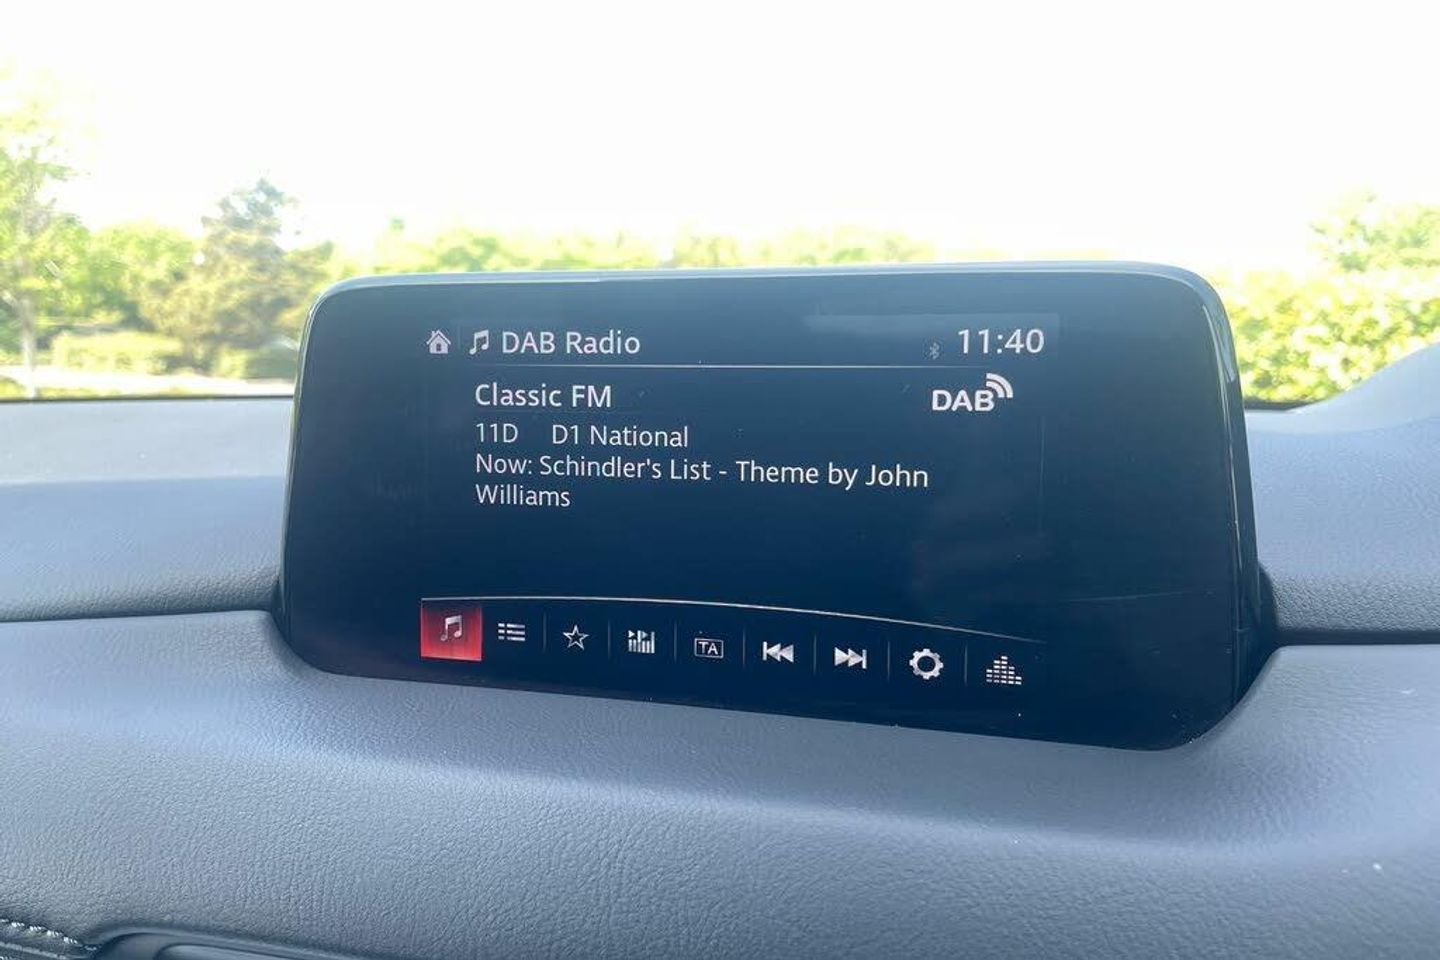 DAB Radio 11:40
Classic FM DAB
11D D1 National
Now: Schindler's List - Theme by John
Williams
TA